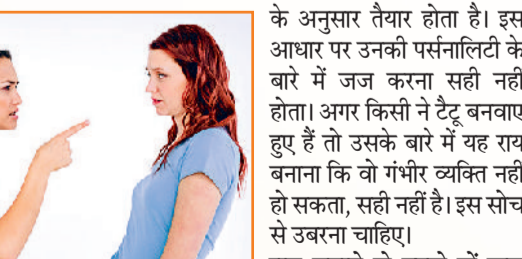 के अनुसार तैयार होता है। इस
आधार पर उनकी पर्सनालिटी के
बारे में जज करना सही नहीं
होता। अगर किसी ने टैटू बनवाए
हुए हैं तो उसके बारे में यह राय
बनाना कि वो गंभीर व्यक्ति नहीं
हो सकता, सही नहीं है। इस सोच
से उबरना चाहिए।